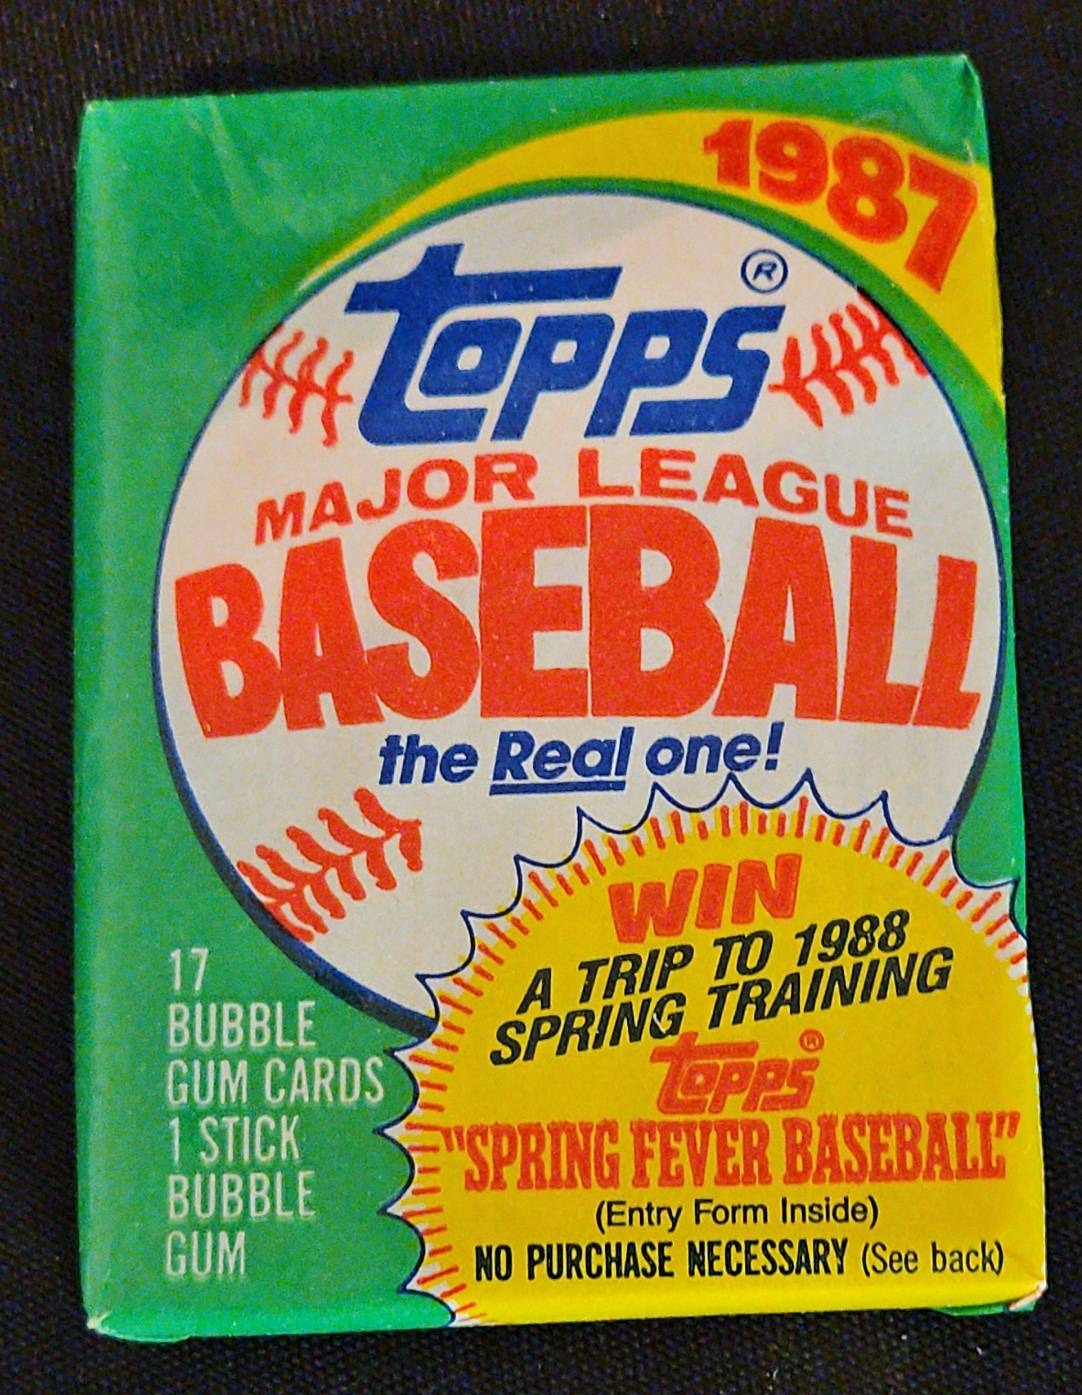 1987
Topps®
MAJOR LEAGUE
BASEBALL
the Real one!
WIN
A TRIP TO 1988
SPRING TRAINING
Topps®
"SPRING FEVER BASEBALL"
(Entry Form Inside)
NO PURCHASE NECESSARY (See back)
17
BUBBLE
GUM CARDS
1 STICK
BUBBLE
GUM